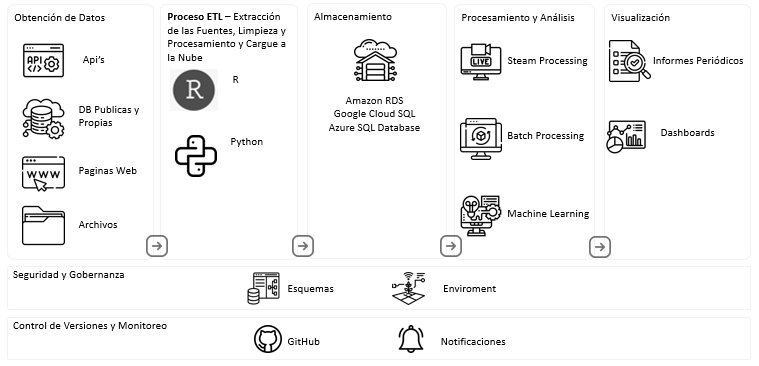 Obtención de Datos
API
Api's
DB Publicas y
Propias
WWW
Paginas Web
Archivos
Proceso ETL – Extracción
de las Fuentes, Limpieza y
Procesamiento y Cargue a
la Nube
R
R
Python
Almacenamiento
Amazon RDS
Google Cloud SQL
Azure SQL Database
Procesamiento y Análisis
LIVE
Steam Processing
Batch Processing
Machine Learning
Visualización
Informes Periódicos
Dashboards
Seguridad y Gobernanza
Esquemas
Enviroment
Control de Versiones y Monitoreo
GitHub
Notificaciones